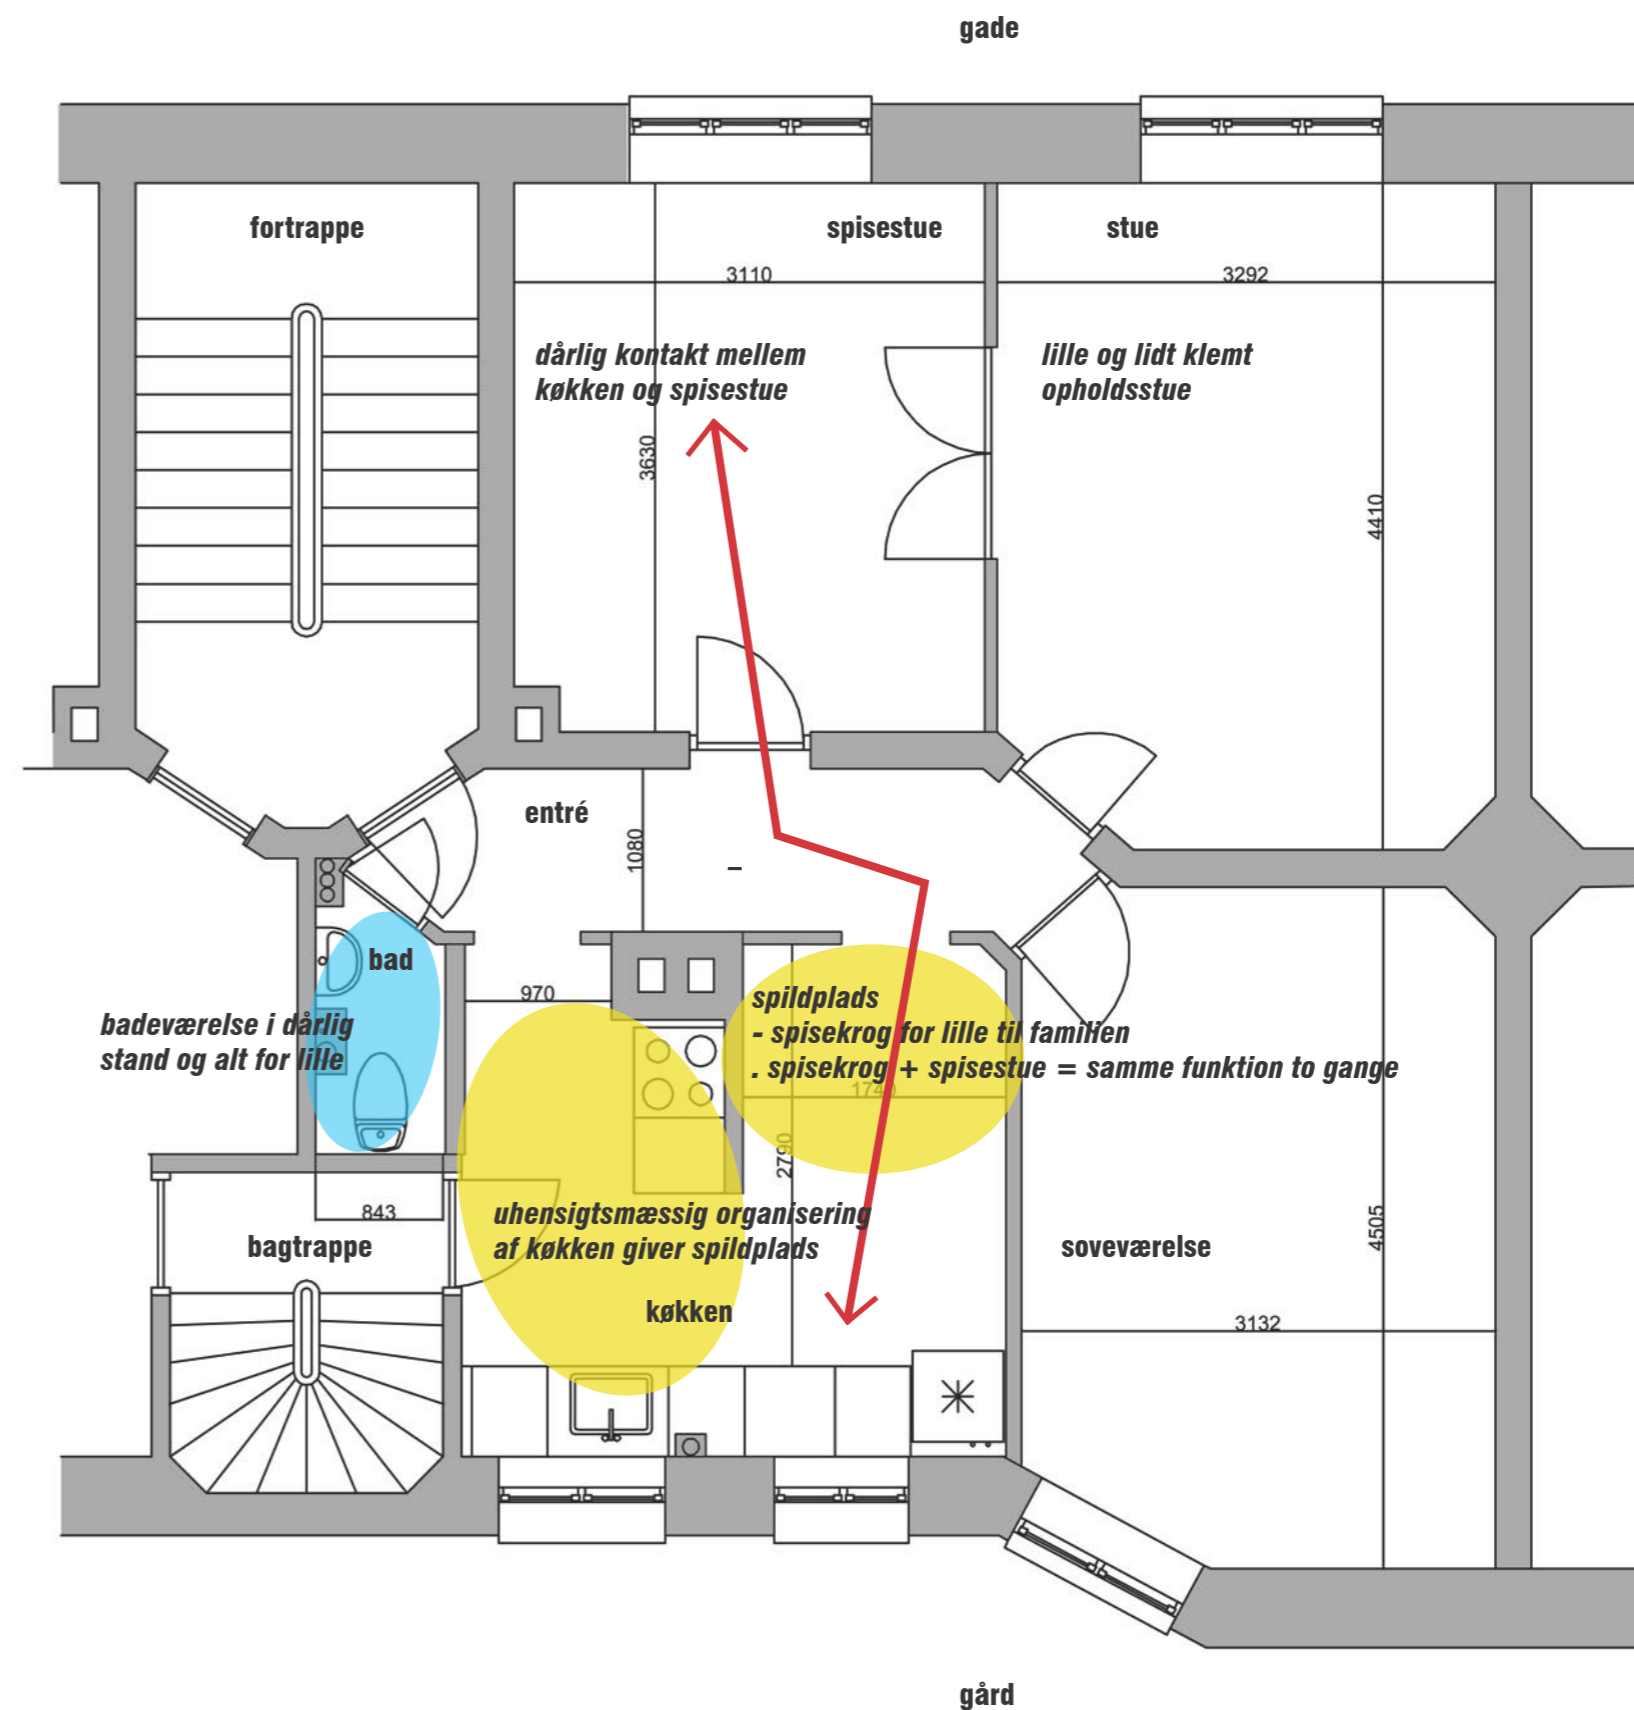 gade
fortrappe
spisestue
stue
3110
3292
dårlig kontakt mellem
køkken og spisestue
lille og lidt klemt
opholdsstue
3630
4410
entré
1080
–
bad
970
badeværelse i dårlig
stand og alt for lille
spildplads
- spisekrog for lille til familien
. spisekrog + spisestue = samme funktion to gange
2790
843
bagtrappe
uhensigtsmæssig organisering
af køkken giver spildplads
køkken
soveværelse
4505
3132
gård